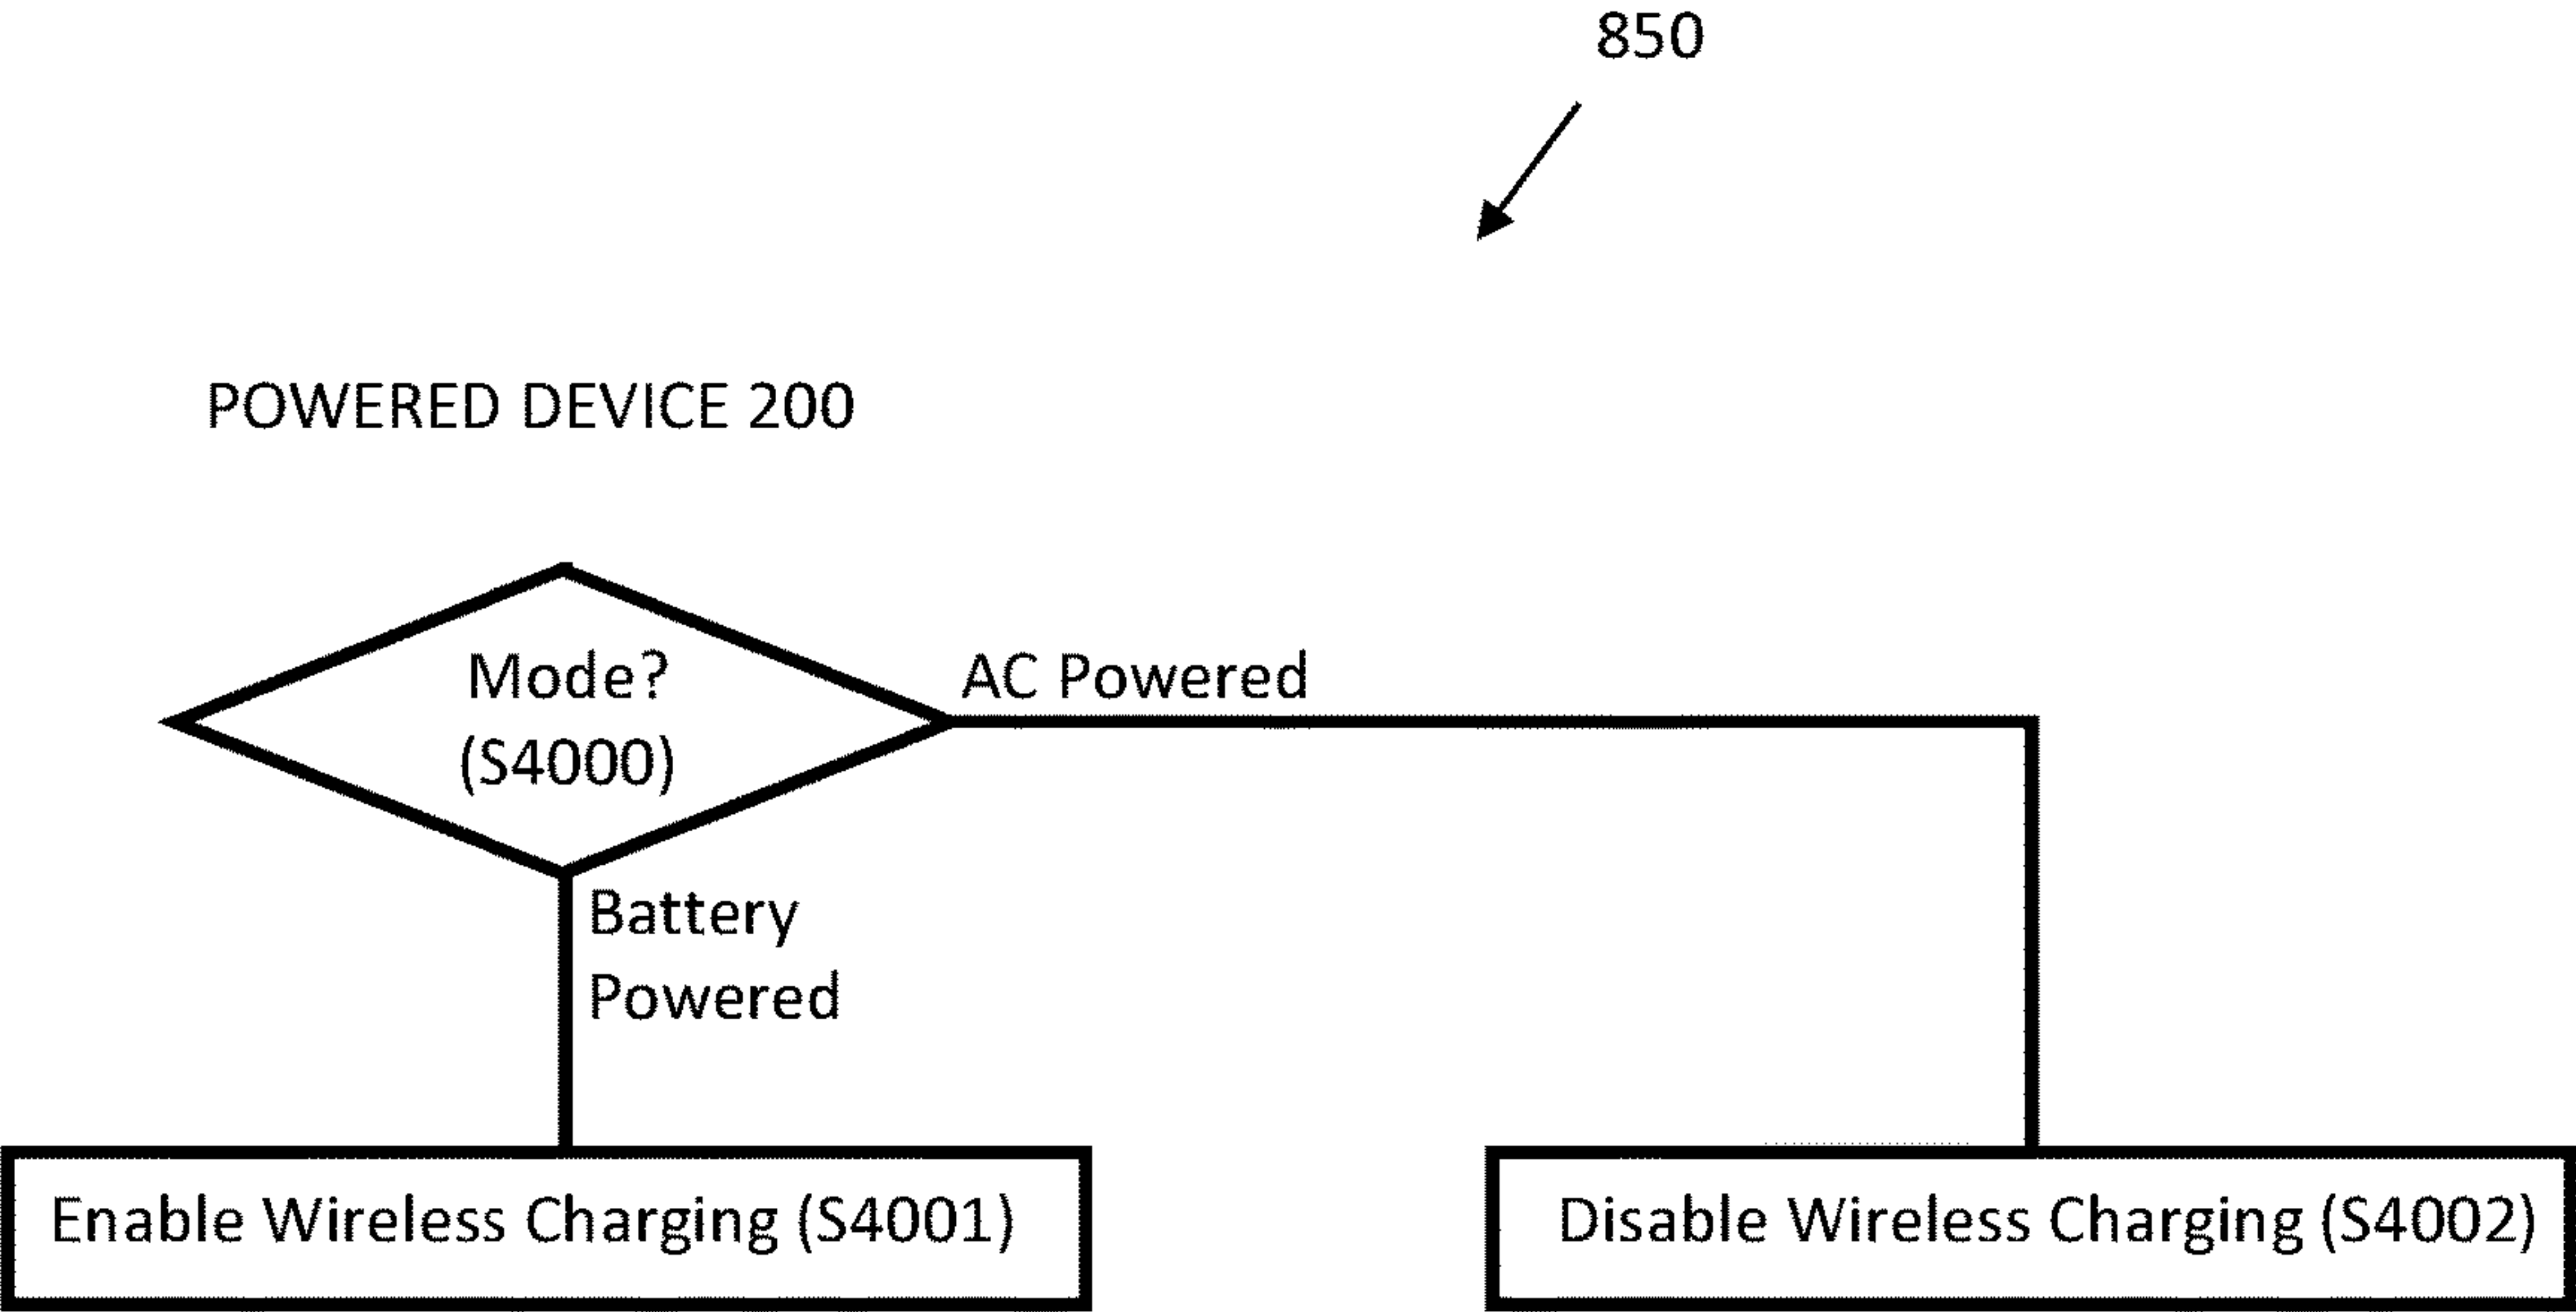 850
POWERED DEVICE 200
Mode?
(S4000)
AC Powered
Battery
Powered
Enable Wireless Charging (S4001)
Disable Wireless Charging (S4002)